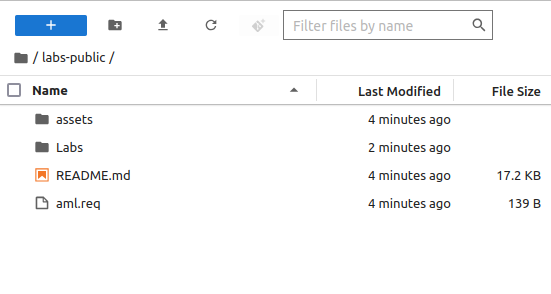 Filter files by name
/ labs-public /
Name Last Modified File Size
assets 4 minutes ago
Labs 2 minutes ago
README.md 4 minutes ago 17.2 KB
aml.req 4 minutes ago 139 B